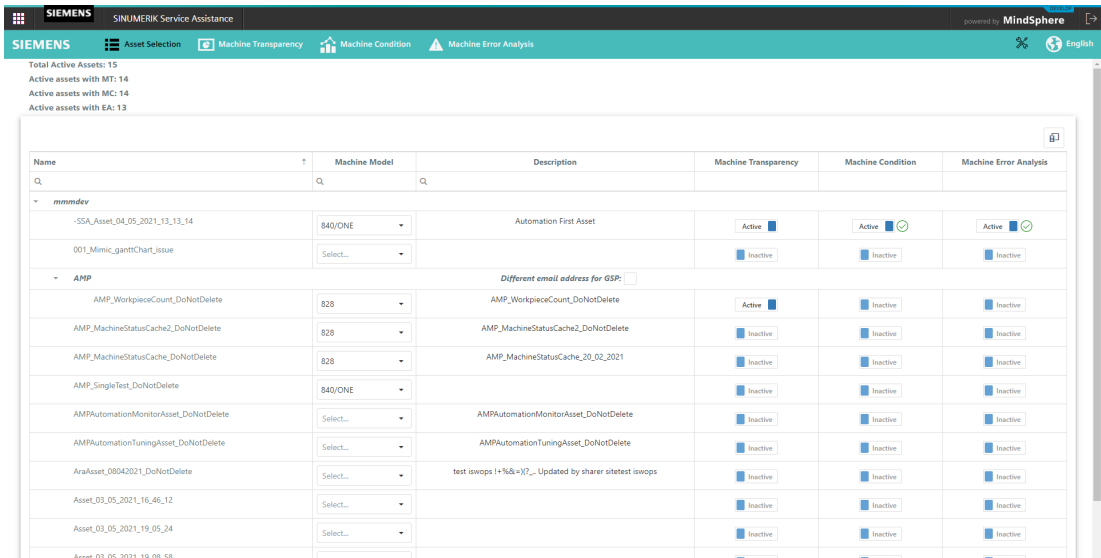 SIEMENS
SINUMERIK Service Assistance
DEVELOP
powered by MindSphere
SIEMENS
Asset Selection
Machine Transparency
Machine Condition
Machine Error Analysis
English
Total Active Assets: 15
Active assets with MT: 14
Active assets with MC: 14
Active assets with EA: 13
Name Machine Model Description Machine Transparency Machine Condition Machine Error Analysis
mmmdev
-SSA_Asset_04_05_2021_13_13_14 840/ONE Automation First Asset Active Active Active
001_Mimic_ganttChart_issue Select... Inactive Inactive Inactive
AMP Different email address for GSP:
AMP_WorkpieceCount_DoNotDelete 828 AMP_WorkpieceCount_DoNotDelete Active Inactive Inactive
AMP_MachineStatusCache2_DoNotDelete 828 AMP_MachineStatusCache2_DoNotDelete Inactive Inactive Inactive
AMP_MachineStatusCache_DoNotDelete 828 AMP_MachineStatusCache_20_02_2021 Inactive Inactive Inactive
AMP_SingleTest_DoNotDelete 840/ONE Inactive Inactive Inactive
AMPAutomationMonitorAsset_DoNotDelete Select... AMPAutomationMonitorAsset_DoNotDelete Inactive Inactive Inactive
AMPAutomationTuningAsset_DoNotDelete Select... AMPAutomationTuningAsset_DoNotDelete Inactive Inactive Inactive
AraAsset_08042021_DoNotDelete Select... test iswops !+%&=)(?_.. Updated by sharer sitetest iswops Inactive Inactive Inactive
Asset_03_05_2021_16_46_12 Select... Inactive Inactive Inactive
Asset_03_05_2021_19_05_24 Select... Inactive Inactive Inactive
Asset_03_05_2021_19_08_58